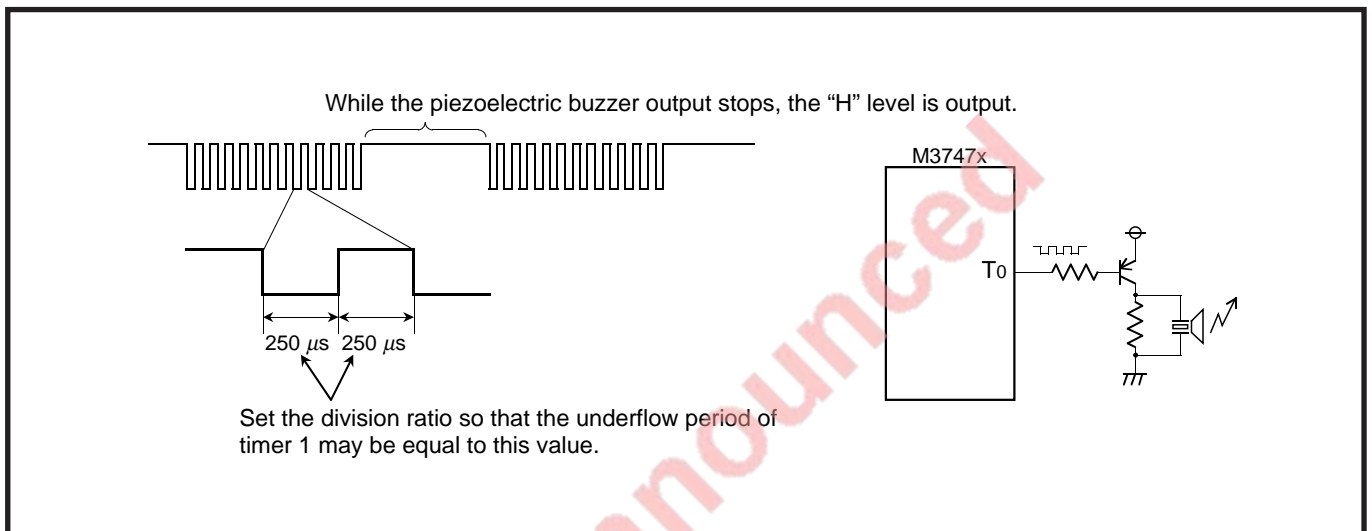 While the piezoelectric buzzer output stops, the “H” level is output.
M3747x
T0
250 μs 250 μs
Set the division ratio so that the underflow period of
timer 1 may be equal to this value.
nounced